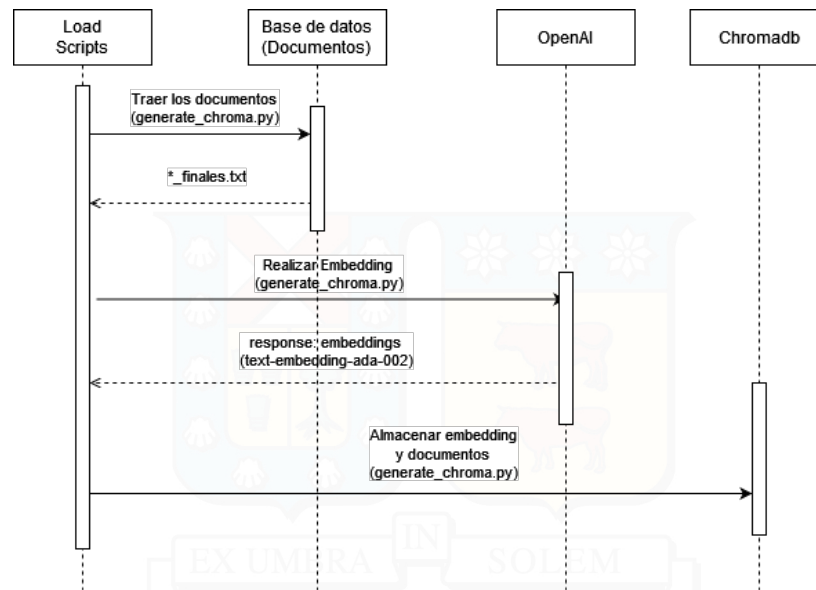 Load
Scripts
Base de datos
(Documentos)
OpenAI
Chromadb
Traer los documentos
(generate_chroma.py)
*_finales.txt
Realizar Embedding
(generate_chroma.py)
response: embeddings
(text-embedding-ada-002)
Almacenar embedding
y documentos
(generate_chroma.py)
EX UMBRA IN SOLEM